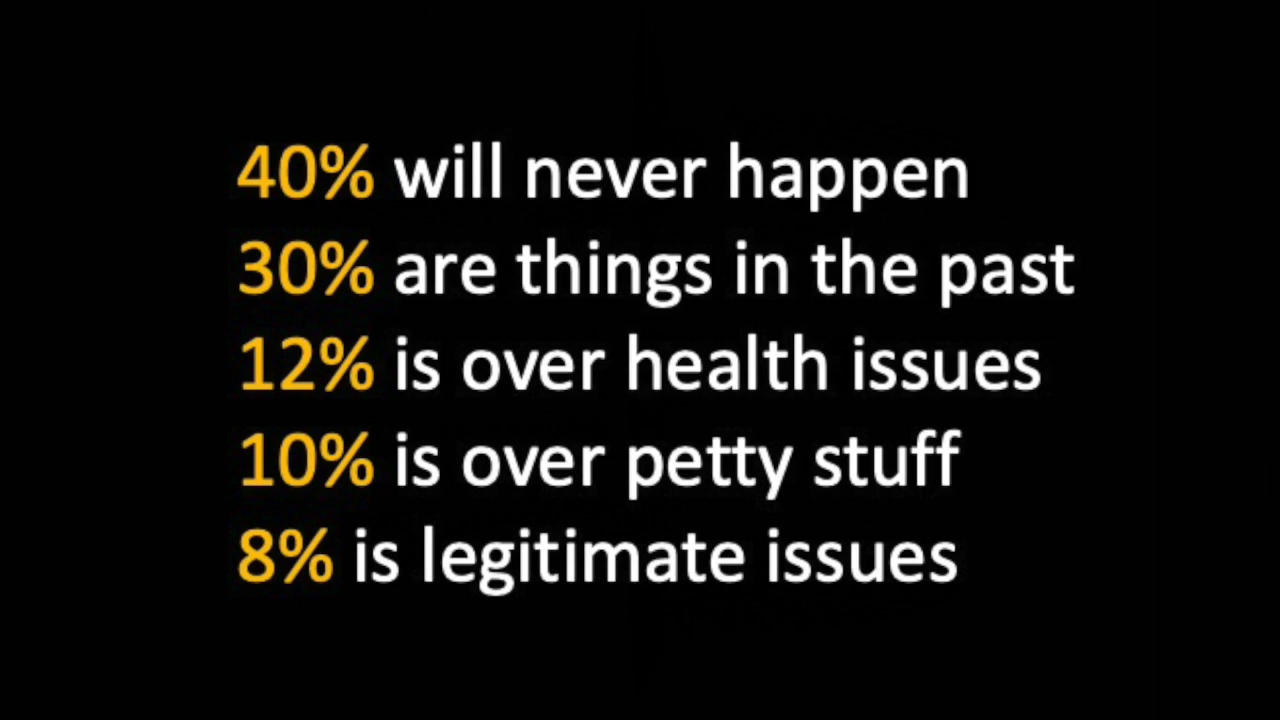 40% will never happen
30% are things in the past
12% is over health issues
10% is over petty stuff
8% is legitimate issues